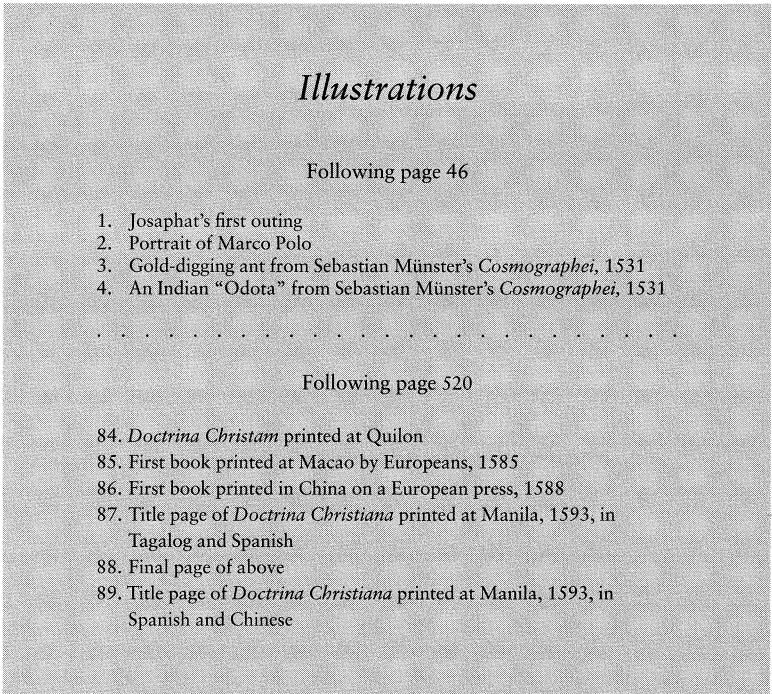 Illustrations
Following page 46
1. Josaphat’s first outing
2. Portrait of Marco Polo
3. Gold-digging ant from Sebastian Münster’s Cosmographei, 1531
4. An Indian “Odota” from Sebastian Münster’s Cosmographei, 1531
. . . . . . . . . . . . . . . . . . . . . . . . .
Following page 520
84. Doctrina Christam printed at Quilon
85. First book printed at Macao by Europeans, 1585
86. First book printed in China on a European press, 1588
87. Title page of Doctrina Christiana printed at Manila, 1593, in
Tagalog and Spanish
88. Final page of above
89. Title page of Doctrina Christiana printed at Manila, 1593, in
Spanish and Chinese